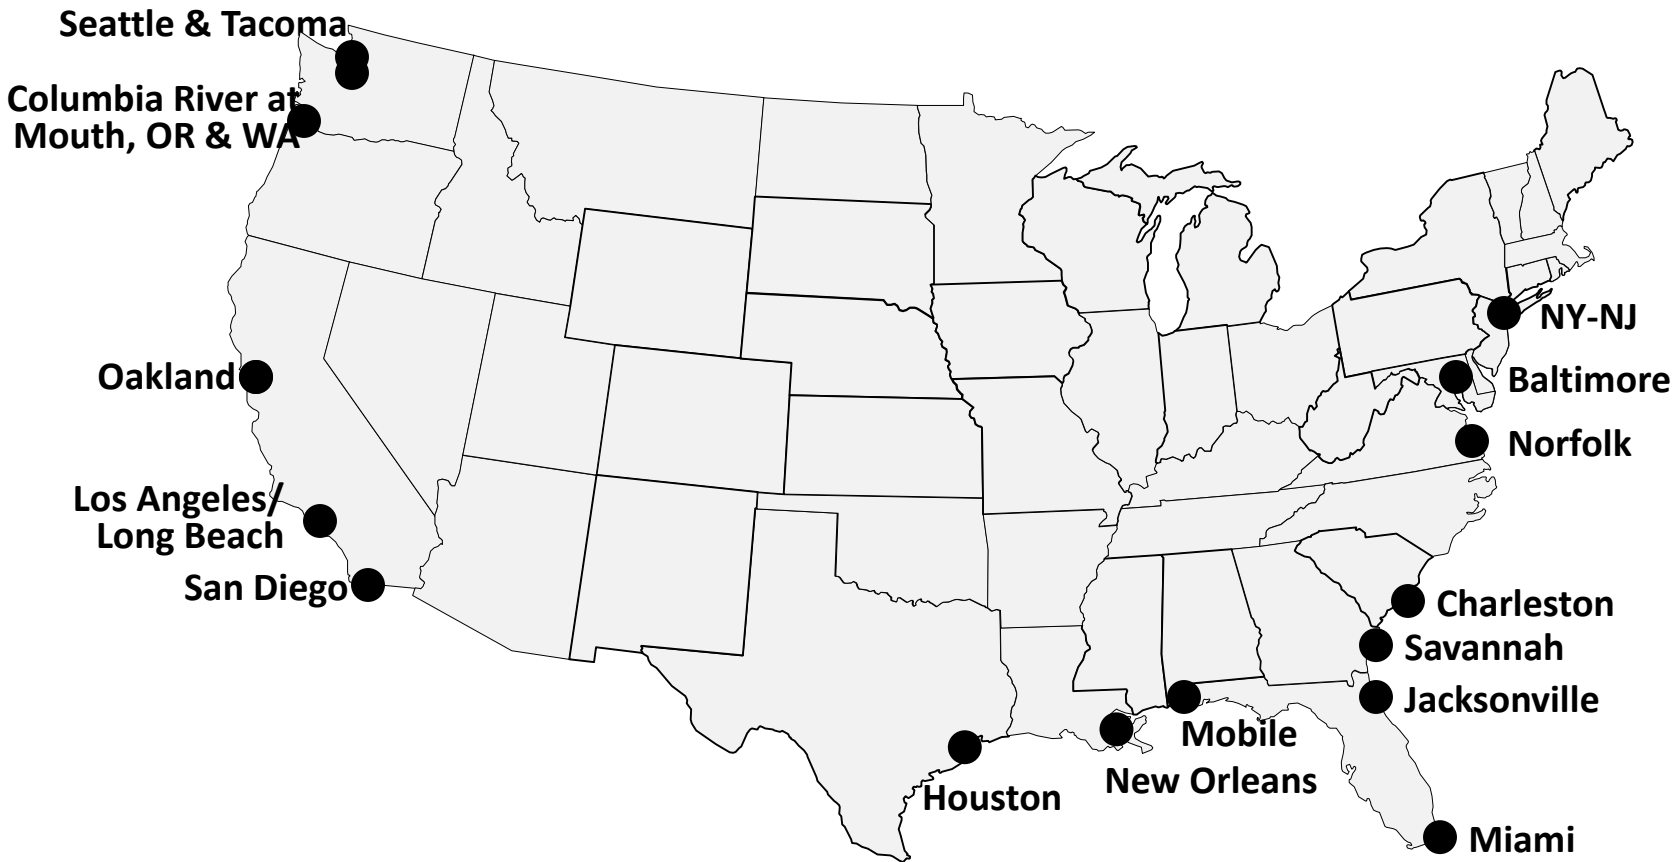 Seattle & Tacoma
Columbia River at
Mouth, OR & WA
NY-NJ
Oakland
Baltimore
Norfolk
Los Angeles/
Long Beach
San Diego
Charleston
Savannah
Jacksonville
Mobile
New Orleans
Houston
Miami